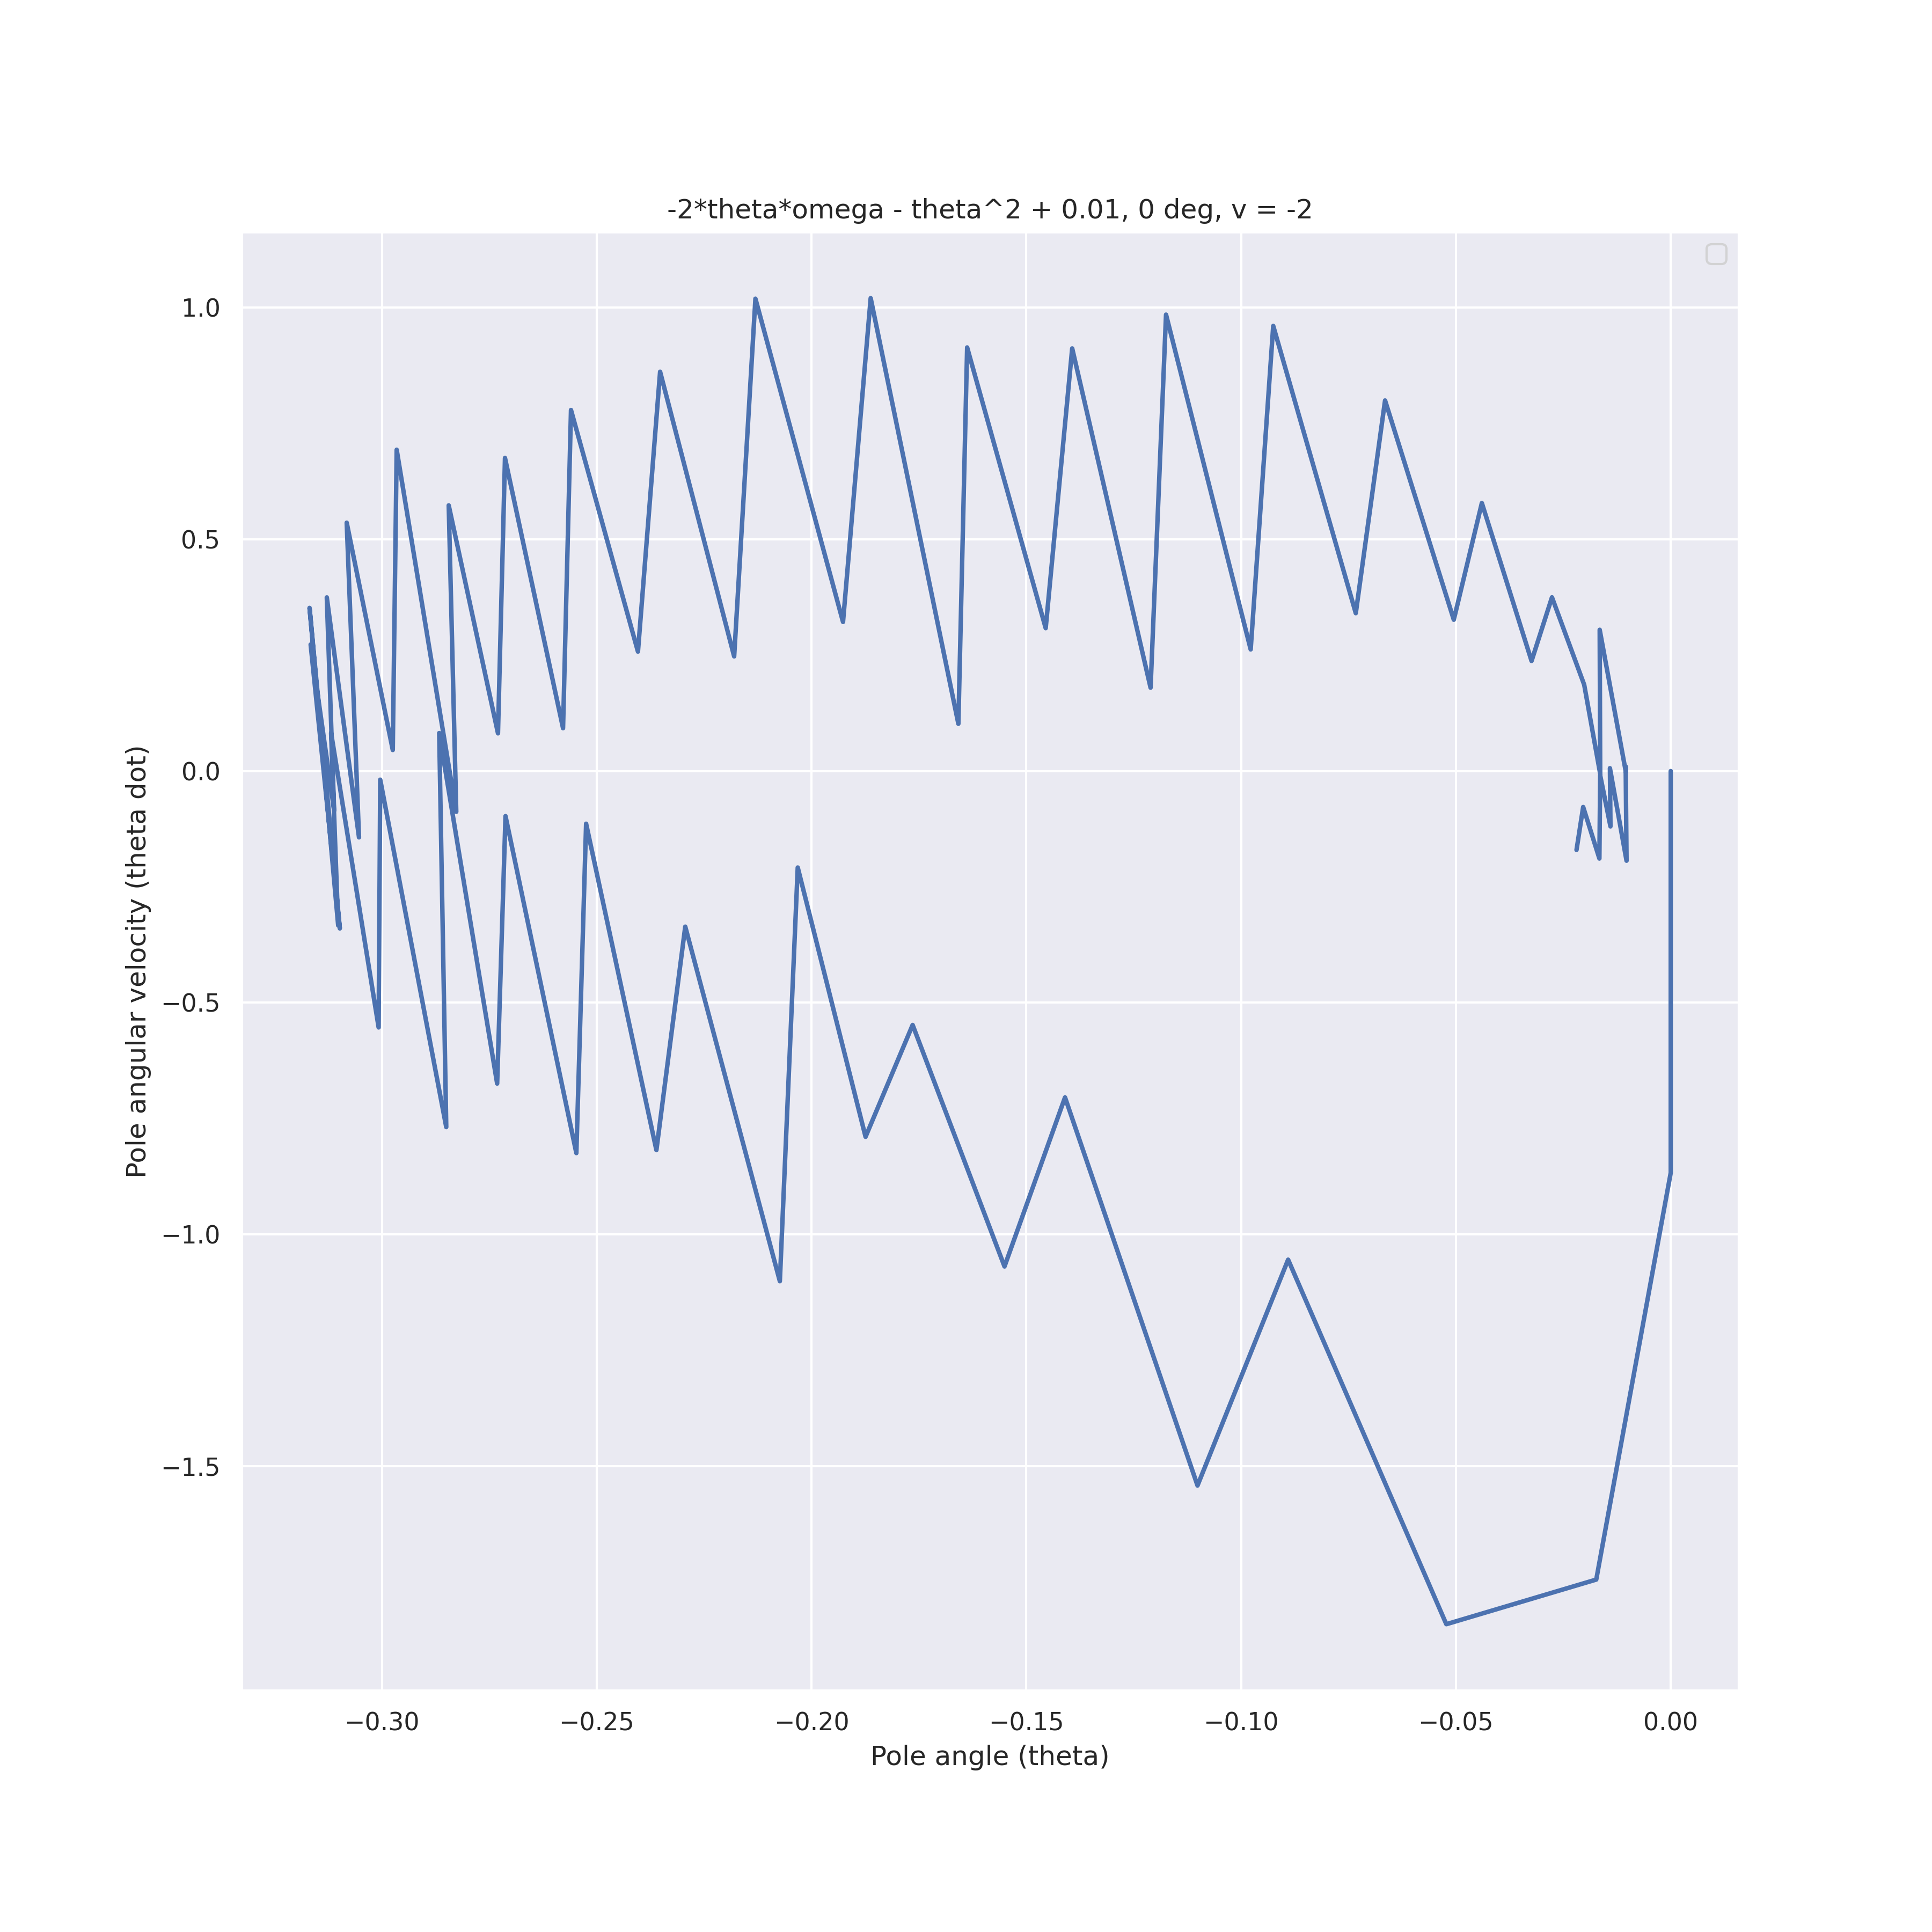 -2*theta*omega - theta^2 + 0.01, 0 deg, v = -2
1.0
0.5
0.0
−0.5
−1.0
−1.5
Pole angular velocity (theta dot)
−0.30 −0.25 −0.20 −0.15 −0.10 −0.05 0.00
Pole angle (theta)